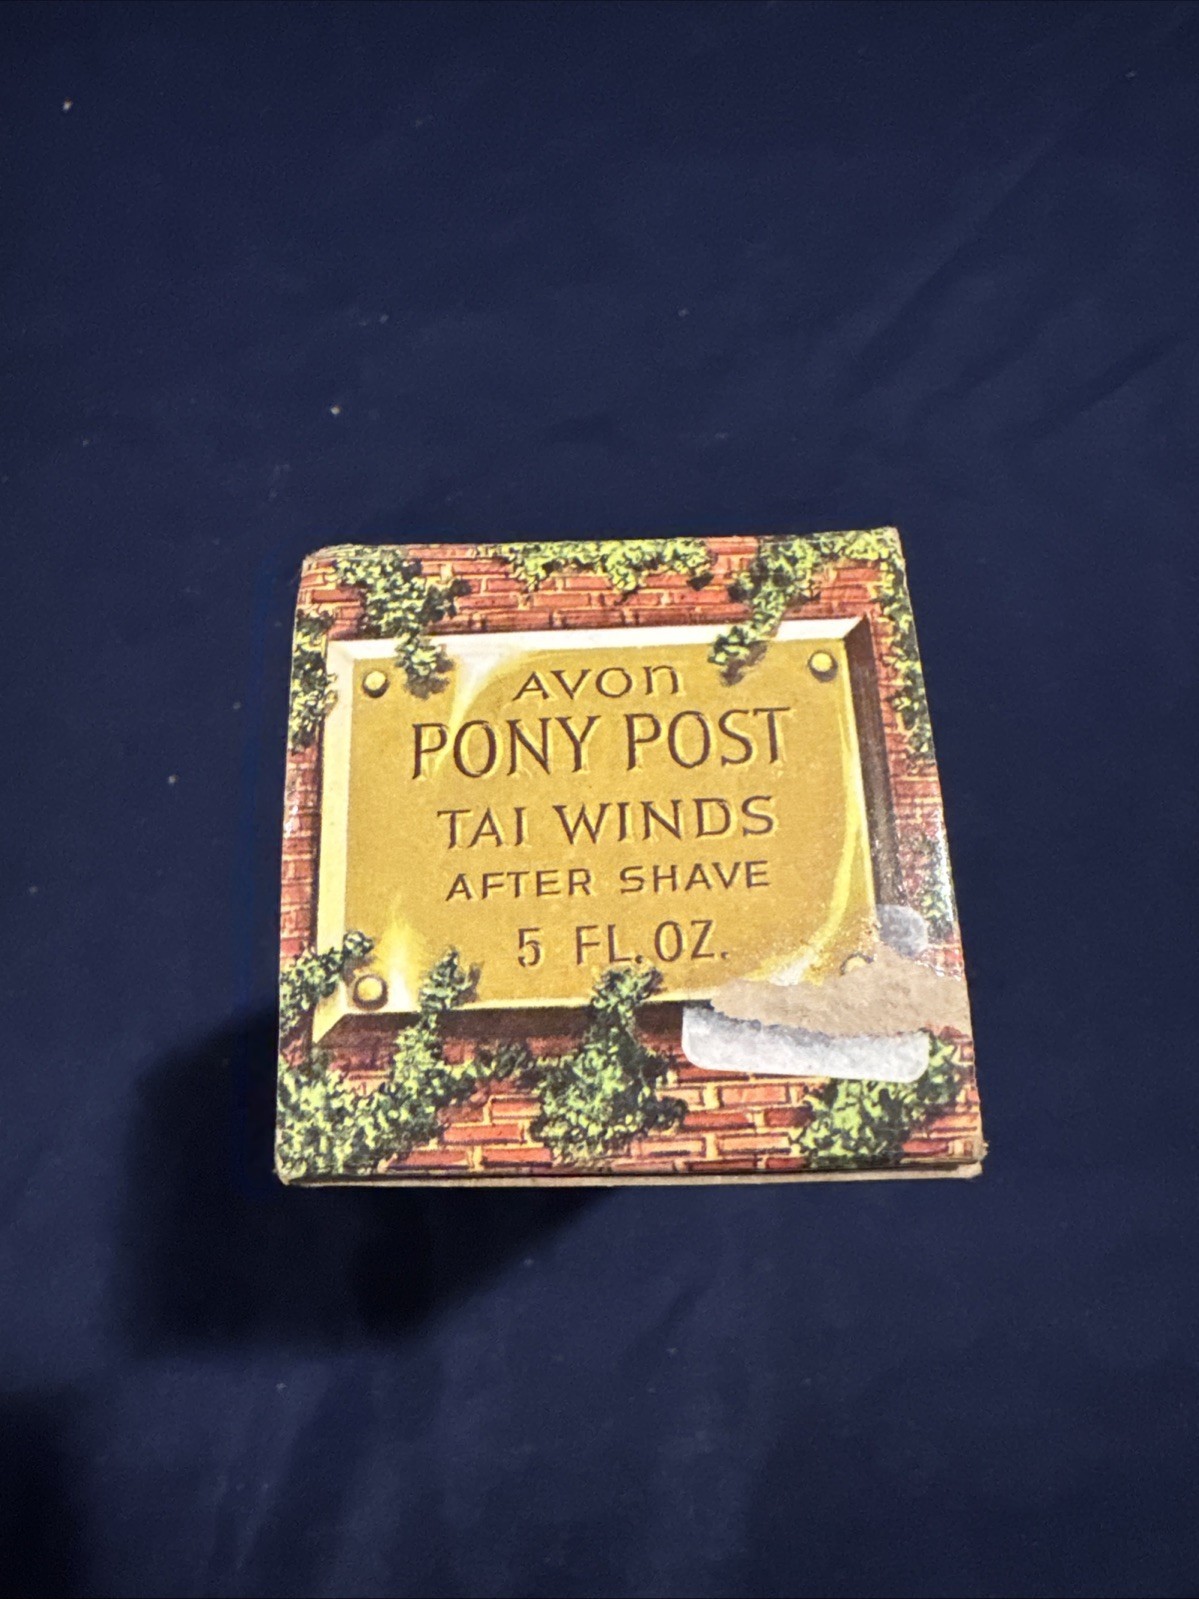 AVON
PONY POST
TAI WINDS
AFTER SHAVE
5 FL. OZ.